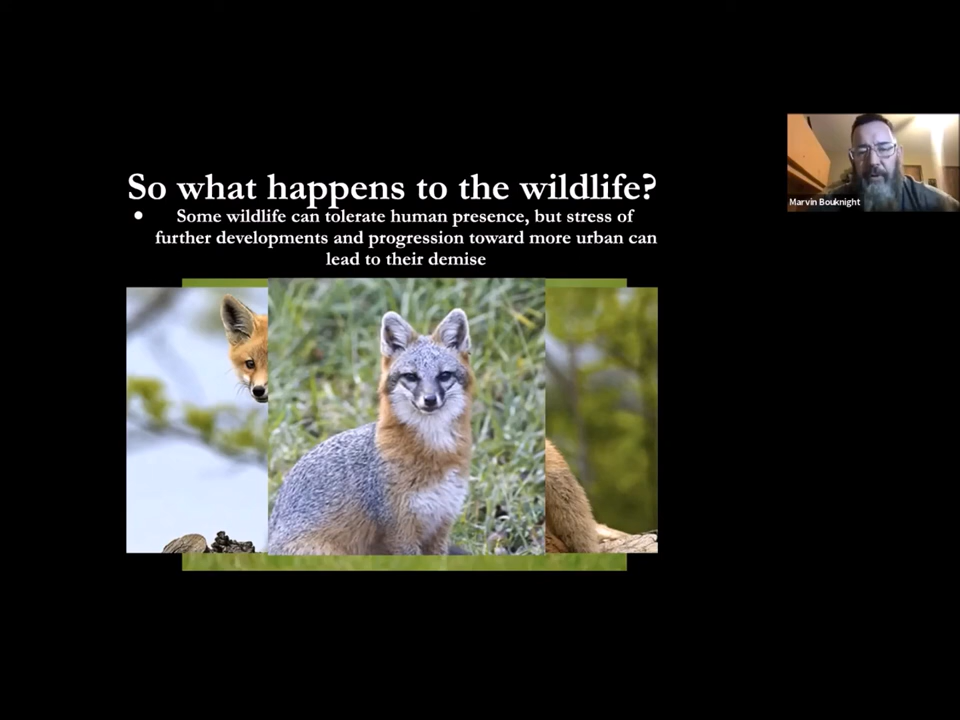 So what happens to the wildlife?
● Some wildlife can tolerate human presence, but stress of
further developments and progression toward more urban can
lead to their demise
Marvin Bouknight